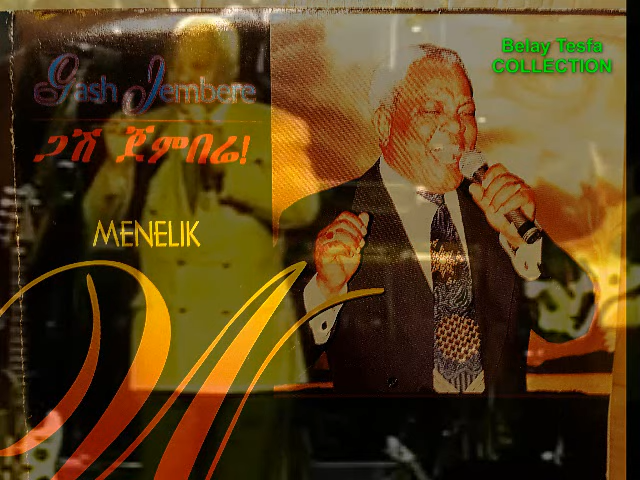 Belay Tesfa
COLLECTION
Gash Jembere
ጋሽ ጀምበሬ!
MENELIK